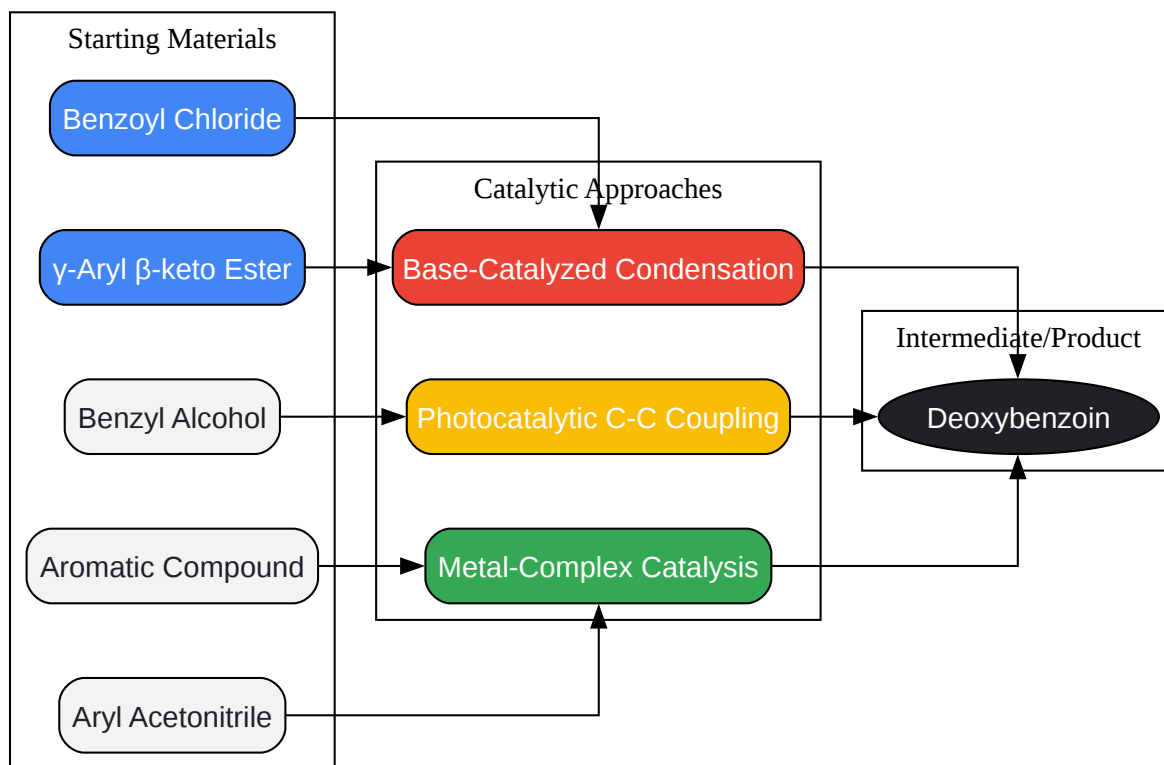 Starting Materials
Benzoyl Chloride
γ-Aryl β-keto Ester
Benzyl Alcohol
Aromatic Compound
Aryl Acetonitrile
Catalytic Approaches
Base-Catalyzed Condensation
Photocatalytic C-C Coupling
Metal-Complex Catalysis
Intermediate/Product
Deoxybenzoin